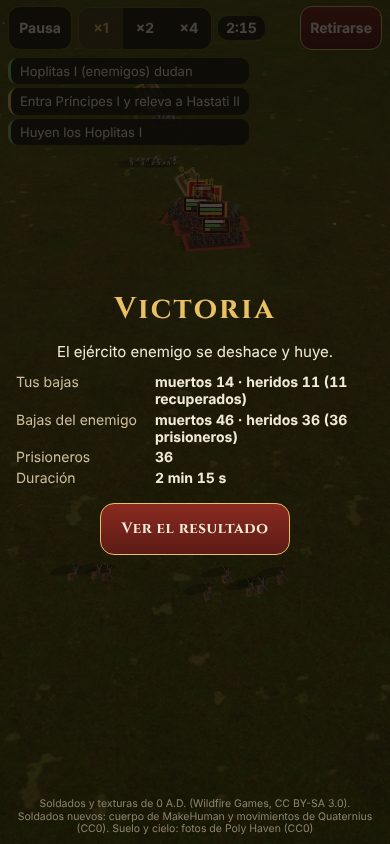 Pausa ×1 ×2 ×4 2:15 Retirarse
Hoplitas I (enemigos) dudan
Entra Príncipes I y releva a Hastati II
Huyen los Hoplitas I
Victoria
El ejército enemigo se deshace y huye.
Tus bajas muertos 14 · heridos 11 (11
recuperados)
Bajas del enemigo muertos 46 · heridos 36 (36
prisioneros)
Prisioneros 36
Duración 2 min 15 s
Ver el resultado
Soldados y texturas de 0 A.D. (Wildfire Games, CC BY-SA 3.0).
Soldados nuevos: cuerpo de MakeHuman y movimientos de Quaternius
(CC0). Suelo y cielo: fotos de Poly Haven (CC0)